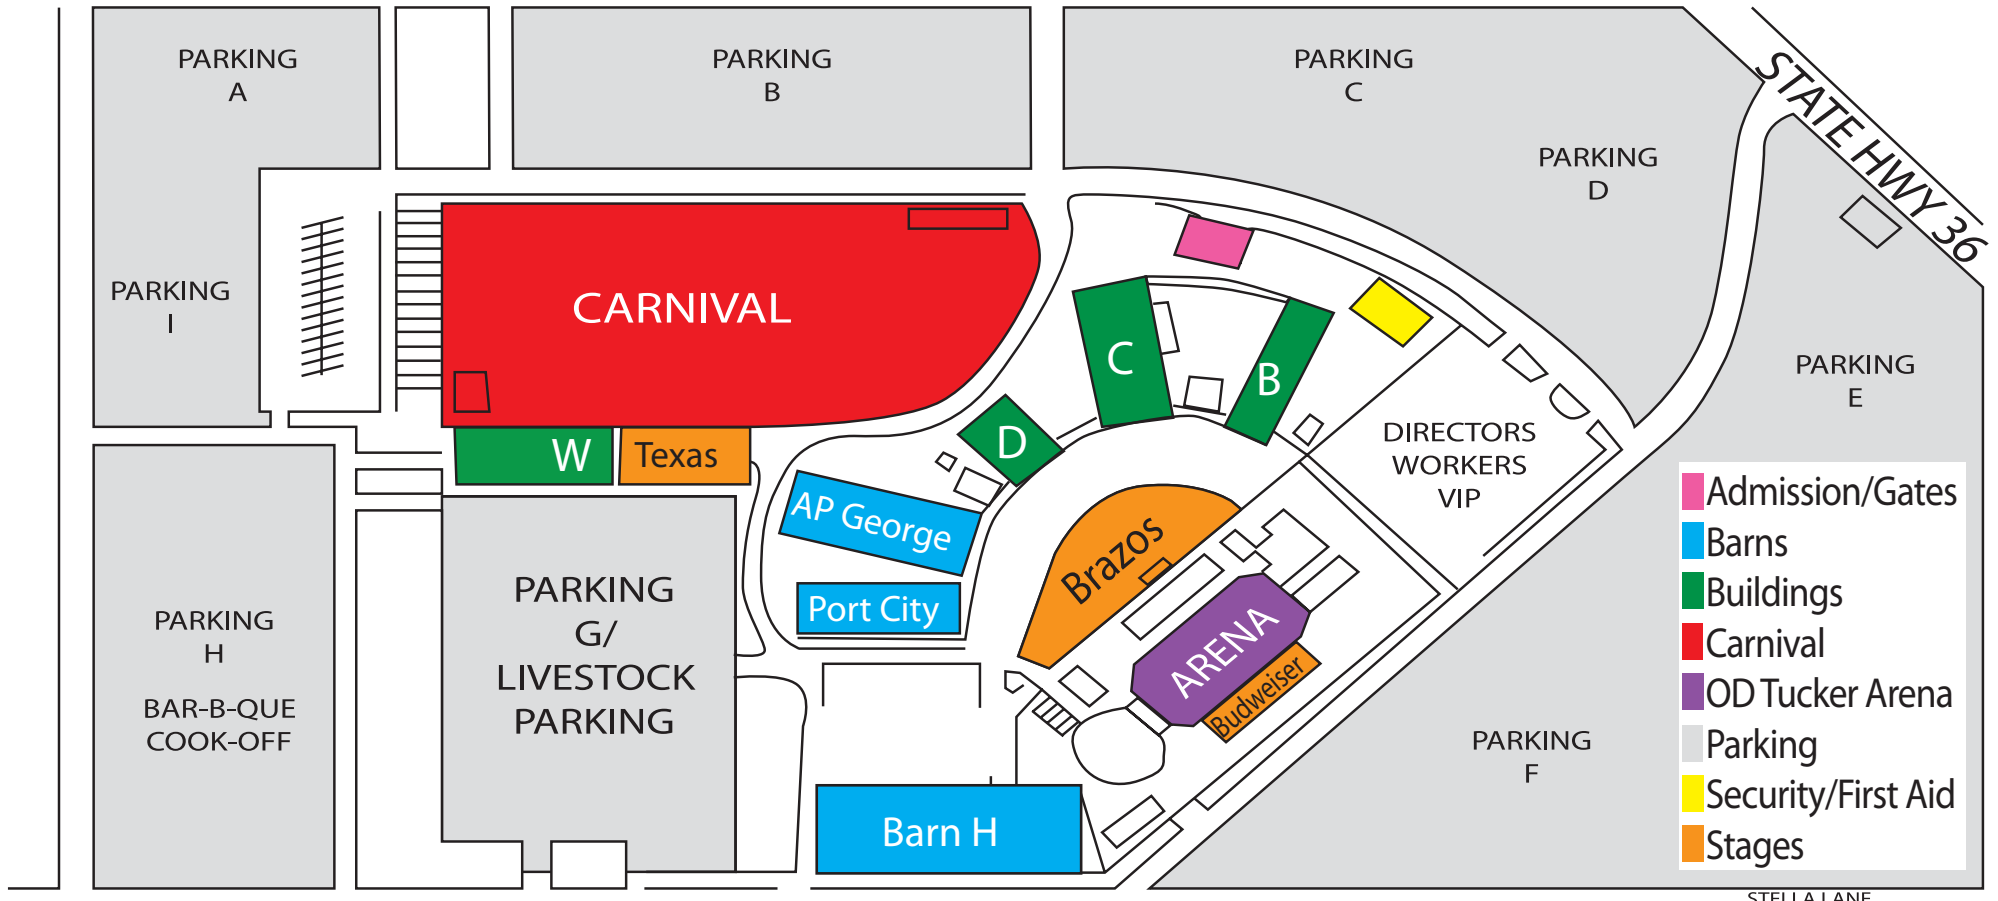 PARKING
A
PARKING
B
PARKING
C
STATE HWY 36
PARKING
D
PARKING
I
CARNIVAL
C
B
PARKING
E
D
W
Texas
DIRECTORS
WORKERS
VIP
AP George
Brazos
Port City
PARKING
H
BAR-B-QUE
COOK-OFF
PARKING
G/
LIVESTOCK
PARKING
ARENA
Budweiser
PARKING
F
Barn H
Admission/Gates
Barns
Buildings
Carnival
OD Tucker Arena
Parking
Security/First Aid
Stages
STELLA LANE